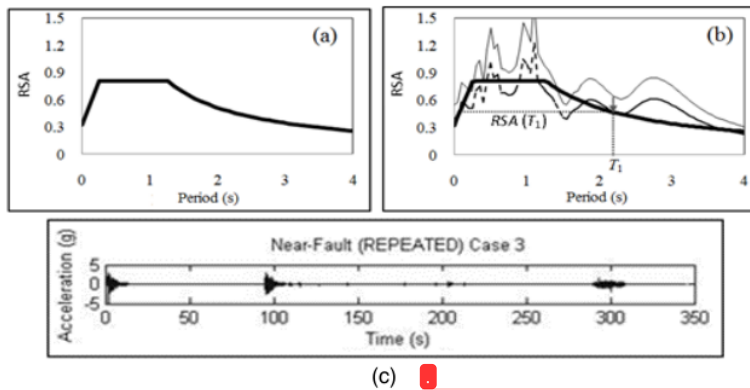 1.5
1.2
0.9
0.6
0.3
0
RSA
(a)
0 1 2 3 4
Period (s)
1.5
1.2
0.9
0.6
0.3
0
RSA
(b)
RSA (T1)
T1
0 1 2 3 4
Period (s)
Near-Fault (REPEATED) Case 3
Acceleration (g)
5
0
-5
0 50 100 150 200 250 300 350
Time (s)
(c) .